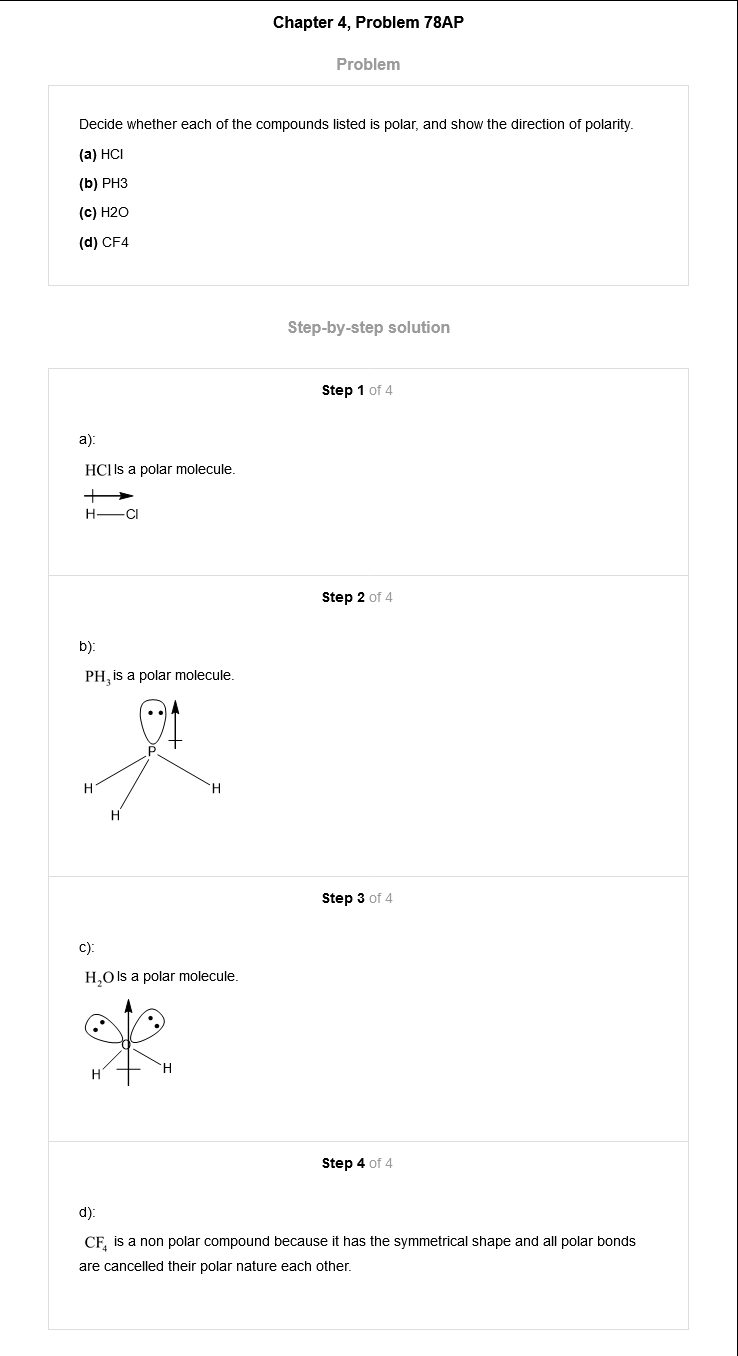 Chapter 4, Problem 78AP
Problem
Decide whether each of the compounds listed is polar, and show the direction of polarity.
(a) HCl
(b) PH3
(c) H2O
(d) CF4
Step-by-step solution
Step 1 of 4
a):
HCl Is a polar molecule.
H—Cl
Step 2 of 4
b):
PH₃ is a polar molecule.
P
H
H
H
Step 3 of 4
c):
H₂O Is a polar molecule.
O
H
H
Step 4 of 4
d):
CF₄ is a non polar compound because it has the symmetrical shape and all polar bonds
are cancelled their polar nature each other.